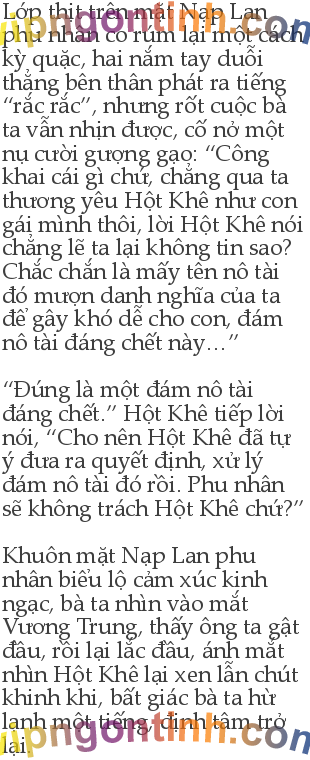 Lớp thịt trên mặt Nạp Lan
phu nhân co rúm lại một cách
kỳ quặc, hai nắm tay duỗi
thẳng bên thân phát ra tiếng
“rắc rắc”, nhưng rốt cuộc bà
ta vẫn nhịn được, cố nở một
nụ cười gượng gạo: “Công
khai cái gì chứ, chẳng qua ta
thương yêu Hột Khê như con
gái mình thôi, lời Hột Khê nói
chẳng lẽ ta lại không tin sao?
Chắc chắn là mấy tên nô tài
đó mượn danh nghĩa của ta
để gây khó dễ cho con, đám
nô tài đáng chết này…”
“Đúng là một đám nô tài
đáng chết.” Hột Khê tiếp lời
nói, “Cho nên Hột Khê đã tự
ý đưa ra quyết định, xử lý
đám nô tài đó rồi. Phu nhân
sẽ không trách Hột Khê chứ?”
Khuôn mặt Nạp Lan phu
nhân biểu lộ cảm xúc kinh
ngạc, bà ta nhìn vào mắt
Vương Trung, thấy ông ta gật
đầu, rồi lại lắc đầu, ánh mắt
nhìn Hột Khê lại xen lẫn chút
khinh khi, bất giác bà ta hừ
lạnh một tiếng, định tâm trở
lại.
vipngontinh.com